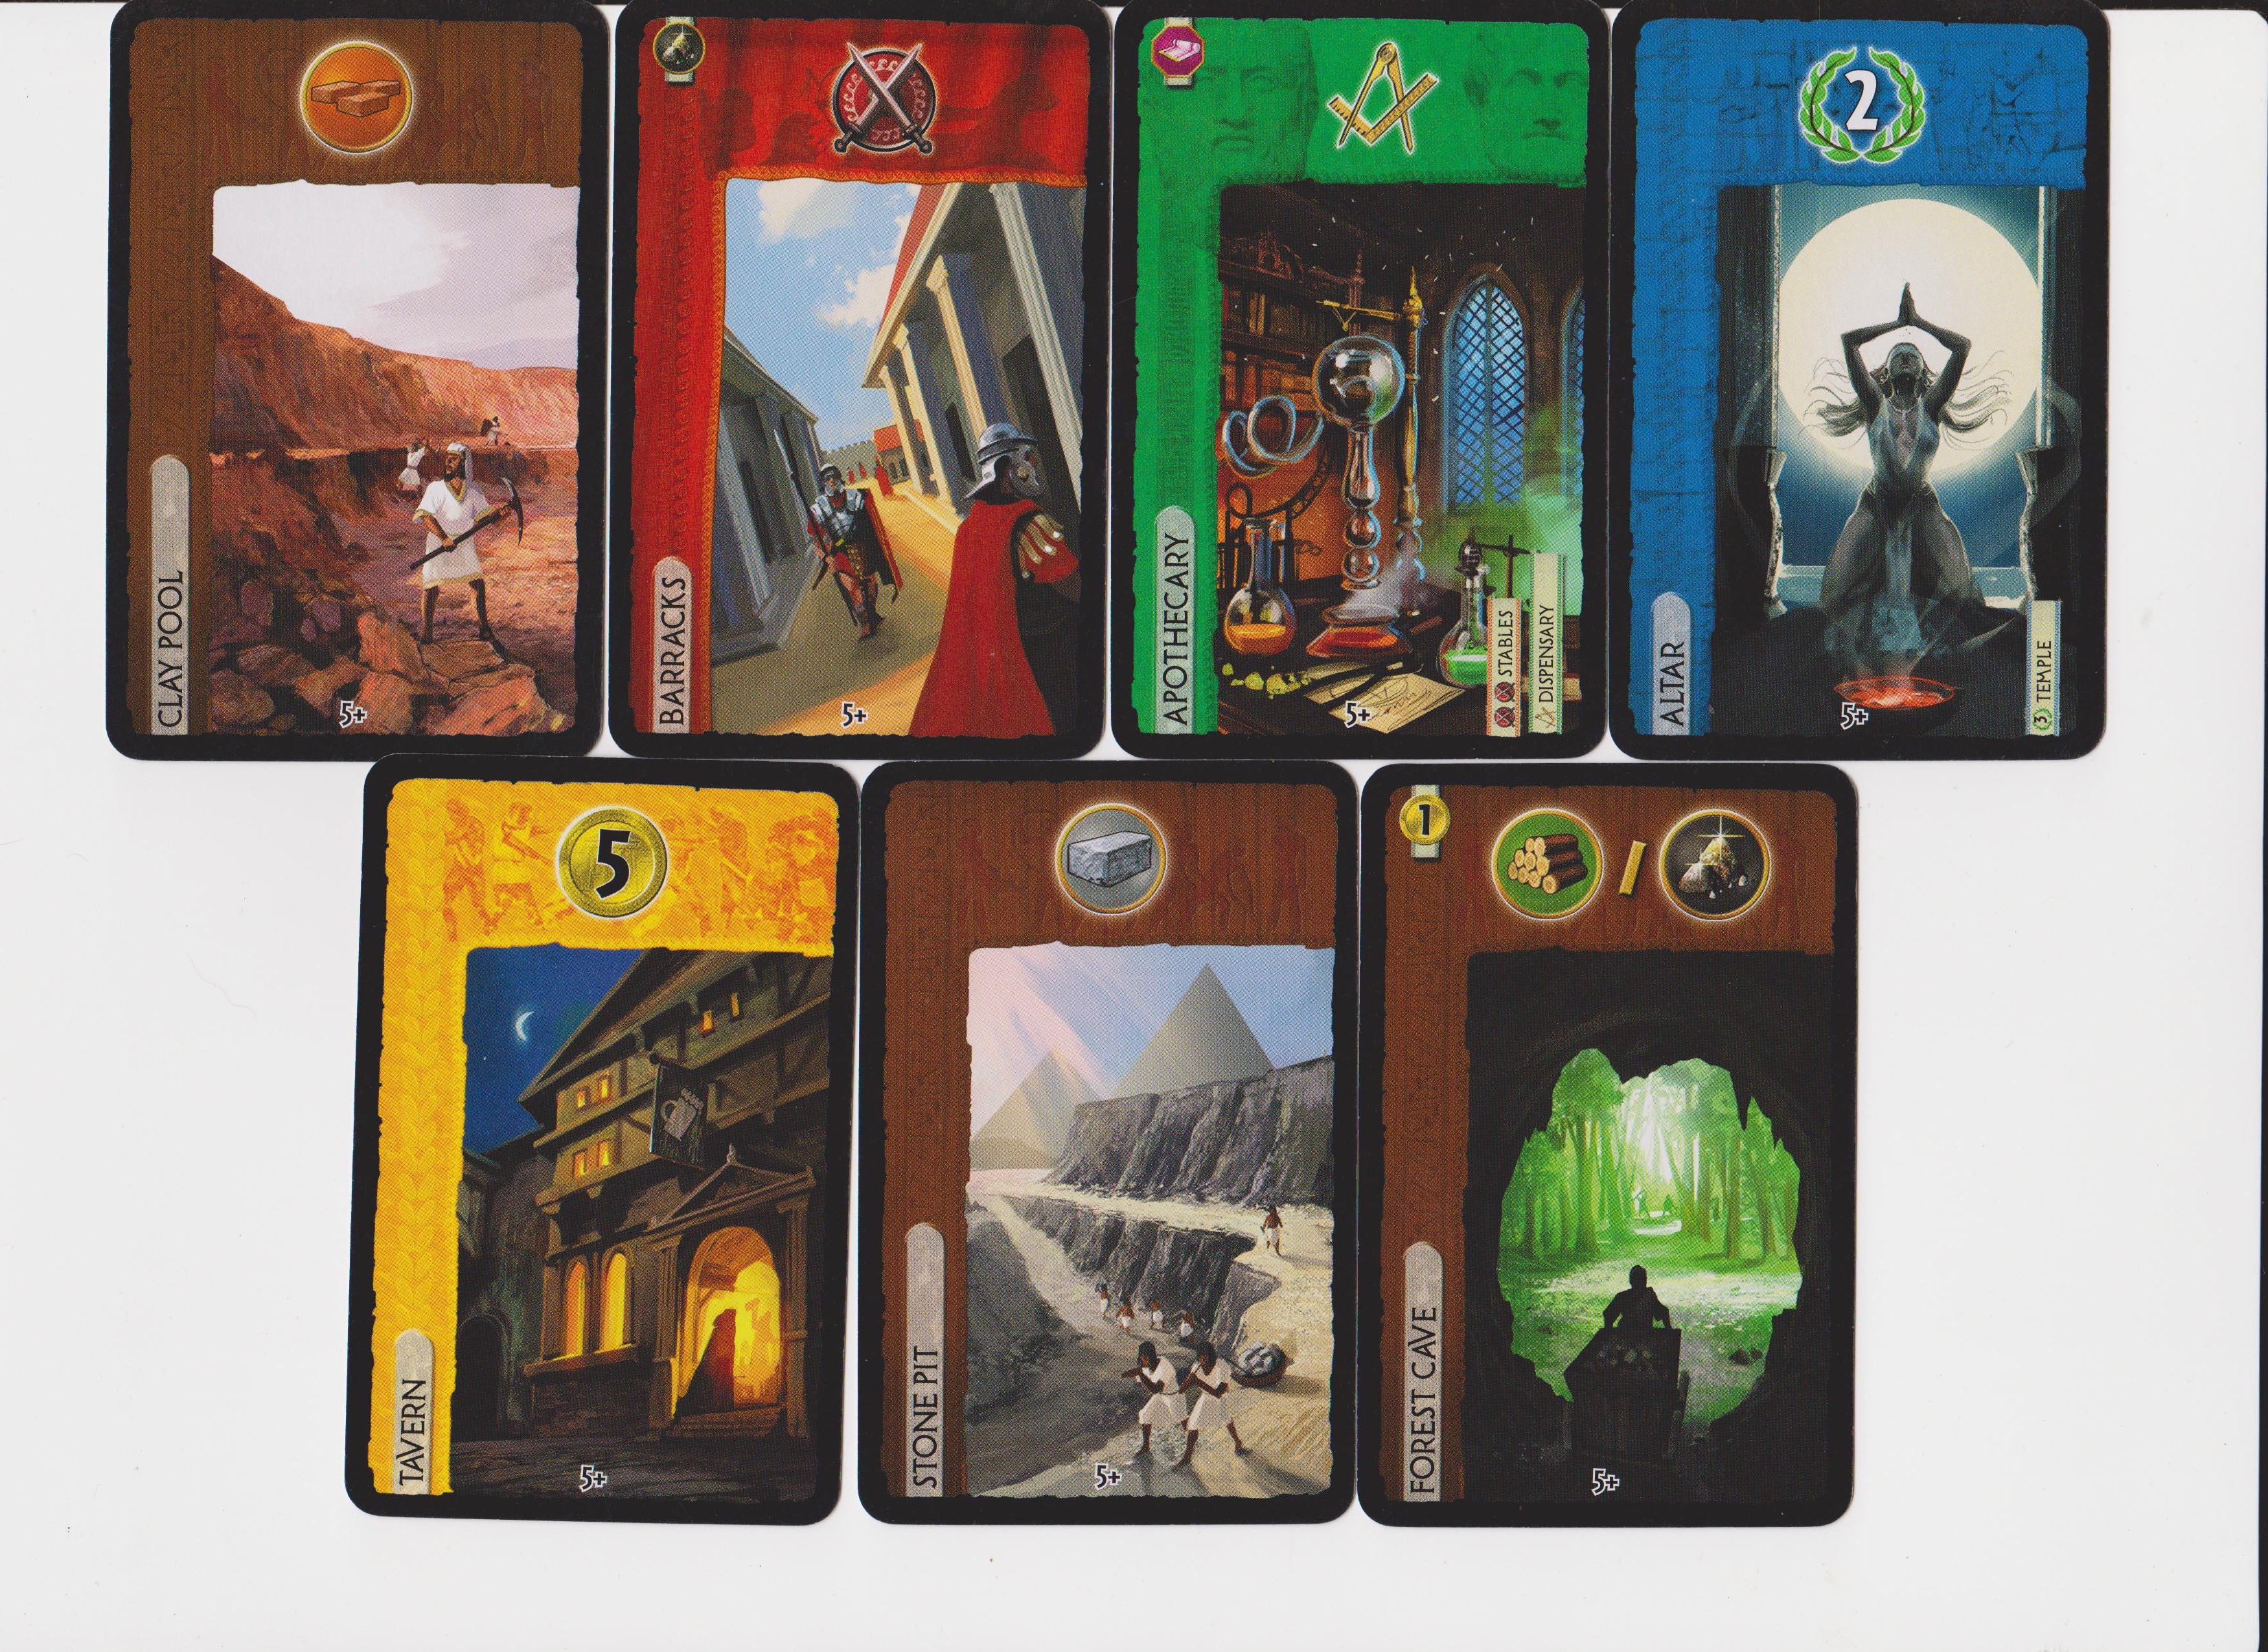 2
CLAY POOL
5+
BARRACKS
5+
APOTHECARY
5+
STABLES
DISPENSARY
ALTAR
5+
3 TEMPLE
5
TAVERN
5+
STONE PIT
5+
1
FOREST CAVE
5+